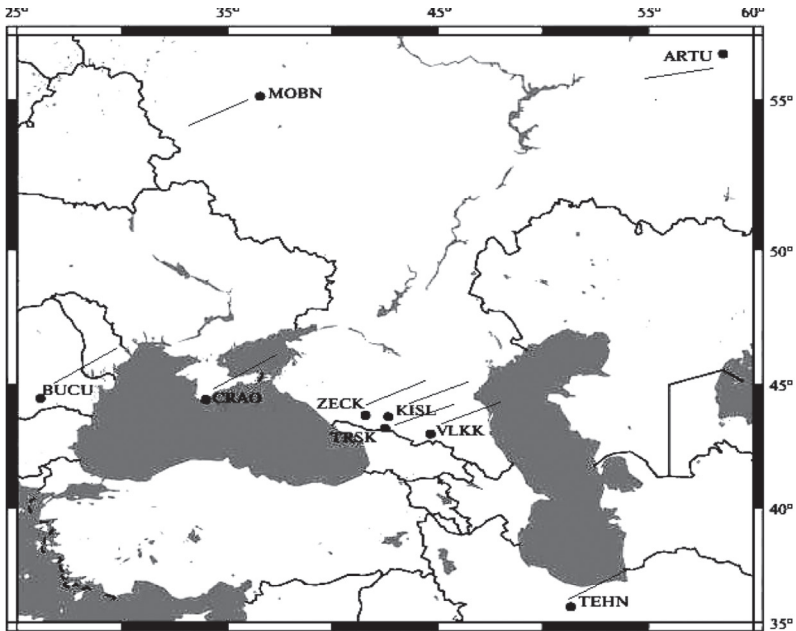 25° 35° 45° 55° 60°
ARTU
MOBN
55°
50°
BUCU
CRAO
ZECK
KISL
TRSK
VLKK
45°
40°
TEHN
35°